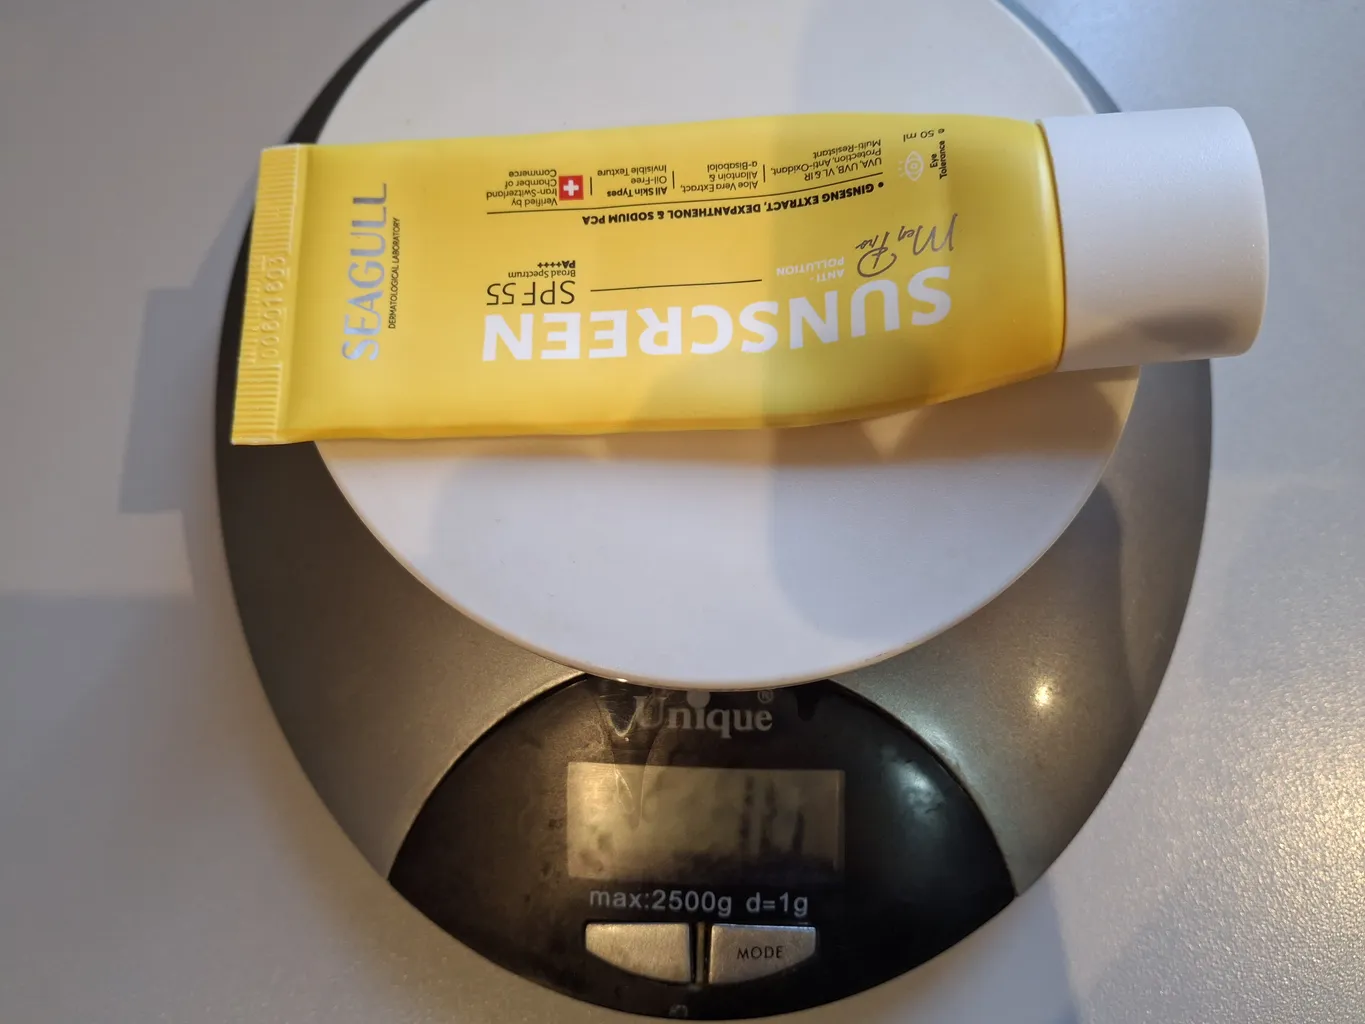 SEAGULL
DERMATOLOGICAL LABORATORY
SUNSCREEN
ANTI-
POLLUTION
Men Pro
SPF 55
Broad Spectrum
PA++++
• GINSENG EXTRACT, DEXPANTHENOL & SODIUM PCA
UVA, UVB, VL & IR
Protection, Anti-Oxidant,
Multi-Resistant
Aloe Vera Extract,
Allantoin &
α-Bisabolol
All Skin Types
Oil-Free
Invisible Texture
Verified by
Iran-Switzerland
Chamber of
Commerce
Eye
Tolerance
e 50 ml
Unique®
max:2500g d=1g
MODE